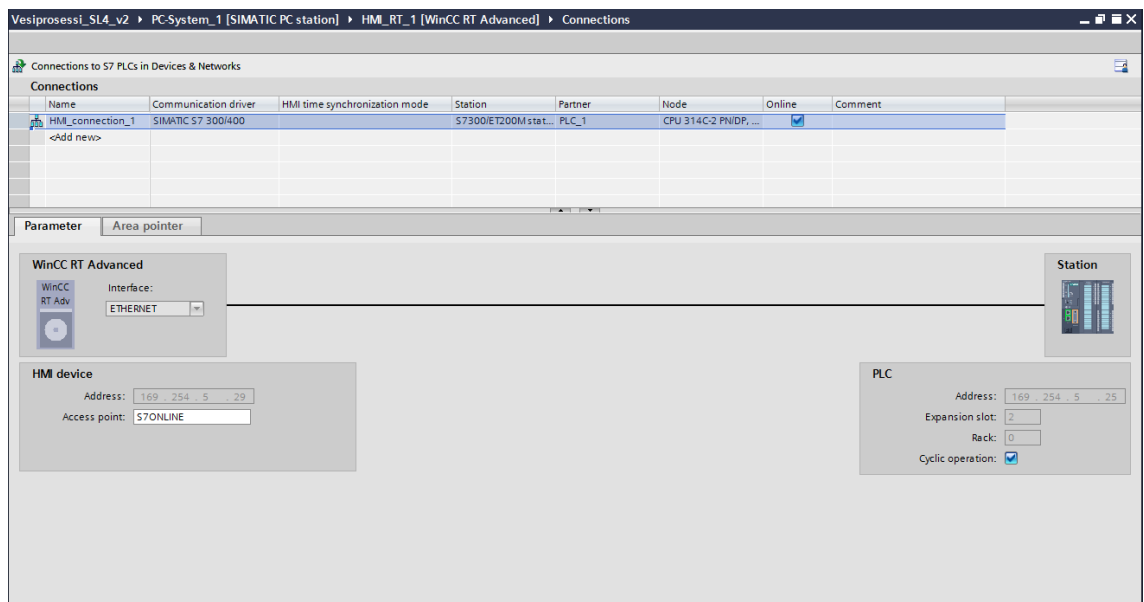 Vesiprosessi_SL4_v2 ▸ PC-System_1 [SIMATIC PC station] ▸ HMI_RT_1 [WinCC RT Advanced] ▸ Connections
Connections to S7 PLCs in Devices & Networks
Connections
Name Communication driver HMI time synchronization mode Station Partner Node Online Comment
HMI_connection_1 SIMATIC S7 300/400 S7300/ET200M stat... PLC_1 CPU 314C-2 PN/DP, ...
<Add new>
Parameter Area pointer
WinCC RT Advanced Station
WinCC
RT Adv
Interface:
ETHERNET
HMI device
Address: 169 . 254 . 5 . 29
Access point: S7ONLINE
PLC
Address: 169 . 254 . 5 . 25
Expansion slot: 2
Rack: 0
Cyclic operation: